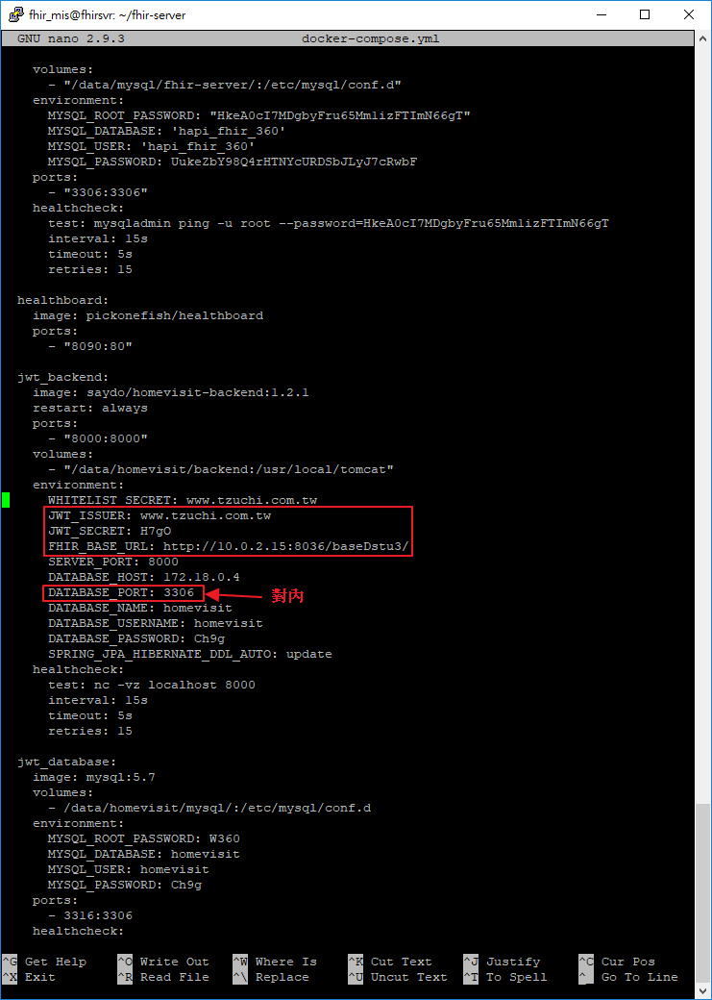 fhir_mis@fhirsvr: ~/fhir-server
GNU nano 2.9.3 docker-compose.yml
volumes:
- "/data/mysql/fhir-server/:/etc/mysql/conf.d"
environment:
MYSQL_ROOT_PASSWORD: "HkeA0cI7MDgbyFru65Mm1izFTImN66gT"
MYSQL_DATABASE: 'hapi_fhir_360'
MYSQL_USER: 'hapi_fhir_360'
MYSQL_PASSWORD: UukeZbY98Q4rHTNYcURDSbJLyJ7cRwbF
ports:
- "3306:3306"
healthcheck:
test: mysqladmin ping -u root --password=HkeA0cI7MDgbyFru65Mm1izFTImN66gT
interval: 15s
timeout: 5s
retries: 15
healthboard:
image: pickonefish/healthboard
ports:
- "8090:80"
jwt_backend:
image: saydo/homevisit-backend:1.2.1
restart: always
ports:
- "8000:8000"
volumes:
- "/data/homevisit/backend:/usr/local/tomcat"
environment:
WHITELIST_SECRET: www.tzuchi.com.tw
JWT_ISSUER: www.tzuchi.com.tw
JWT_SECRET: H7gO
FHIR_BASE_URL: http://10.0.2.15:8036/baseDstu3/
SERVER_PORT: 8000
DATABASE_HOST: 172.18.0.4
DATABASE_PORT: 3306 對內
DATABASE_NAME: homevisit
DATABASE_USERNAME: homevisit
DATABASE_PASSWORD: Ch9g
SPRING_JPA_HIBERNATE_DDL_AUTO: update
healthcheck:
test: nc -vz localhost 8000
interval: 15s
timeout: 5s
retries: 15
jwt_database:
image: mysql:5.7
volumes:
- /data/homevisit/mysql/:/etc/mysql/conf.d
environment:
MYSQL_ROOT_PASSWORD: W360
MYSQL_DATABASE: homevisit
MYSQL_USER: homevisit
MYSQL_PASSWORD: Ch9g
ports:
- 3316:3306
healthcheck:
^G Get Help ^O Write Out ^W Where Is ^K Cut Text ^J Justify ^C Cur Pos
^X Exit ^R Read File ^\ Replace ^U Uncut Text ^T To Spell ^_ Go To Line